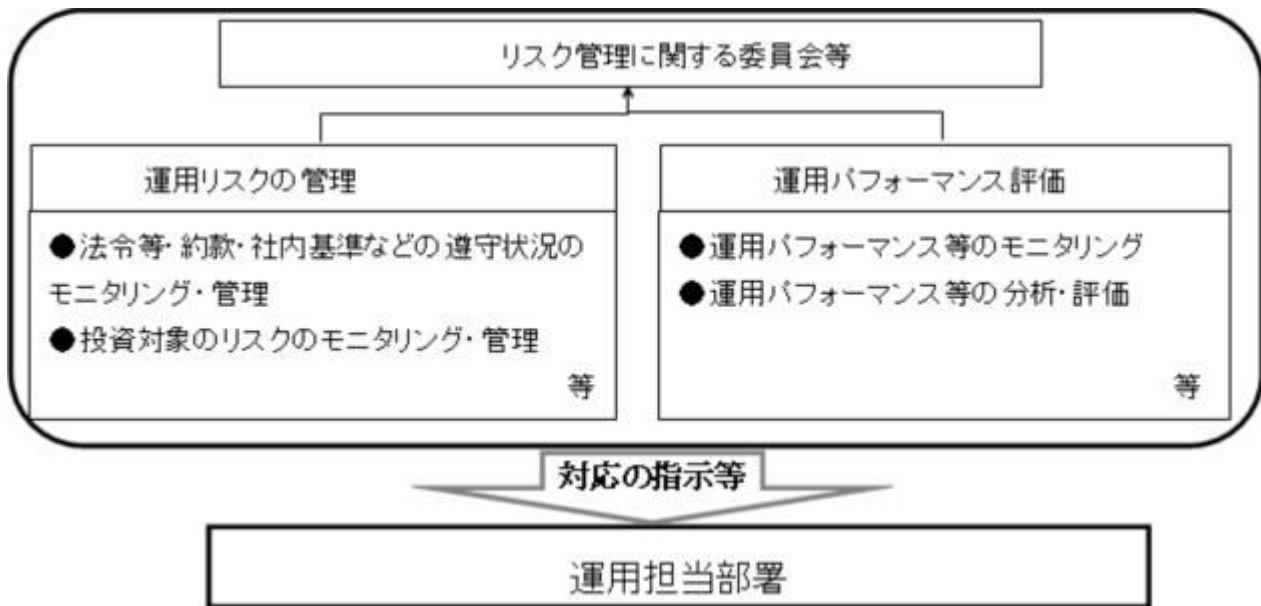 リスク管理に関する委員会等
運用リスクの管理
●法令等・約款・社内基準などの遵守状況の
モニタリング・管理
●投資対象のリスクのモニタリング・管理
等
運用パフォーマンス評価
●運用パフォーマンス等のモニタリング
●運用パフォーマンス等の分析・評価
等
対応の指示等
運用担当部署